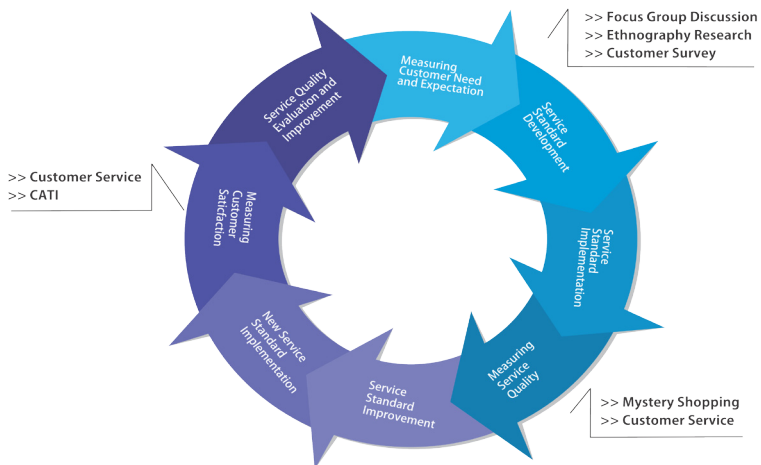 >> Focus Group Discussion
>> Ethnography Research
>> Customer Survey
Measuring
Customer Need
and Expectation
Service
Standard
Development
Service
Standard
Implementation
Measuring
Service
Quality
>> Mystery Shopping
>> Customer Service
Service
Standard
Improvement
New Service
Standard
Implementation
Measuring
Customer
Satisfaction
>> Customer Service
>> CATI
Service Quality
Evaluation and
Improvement